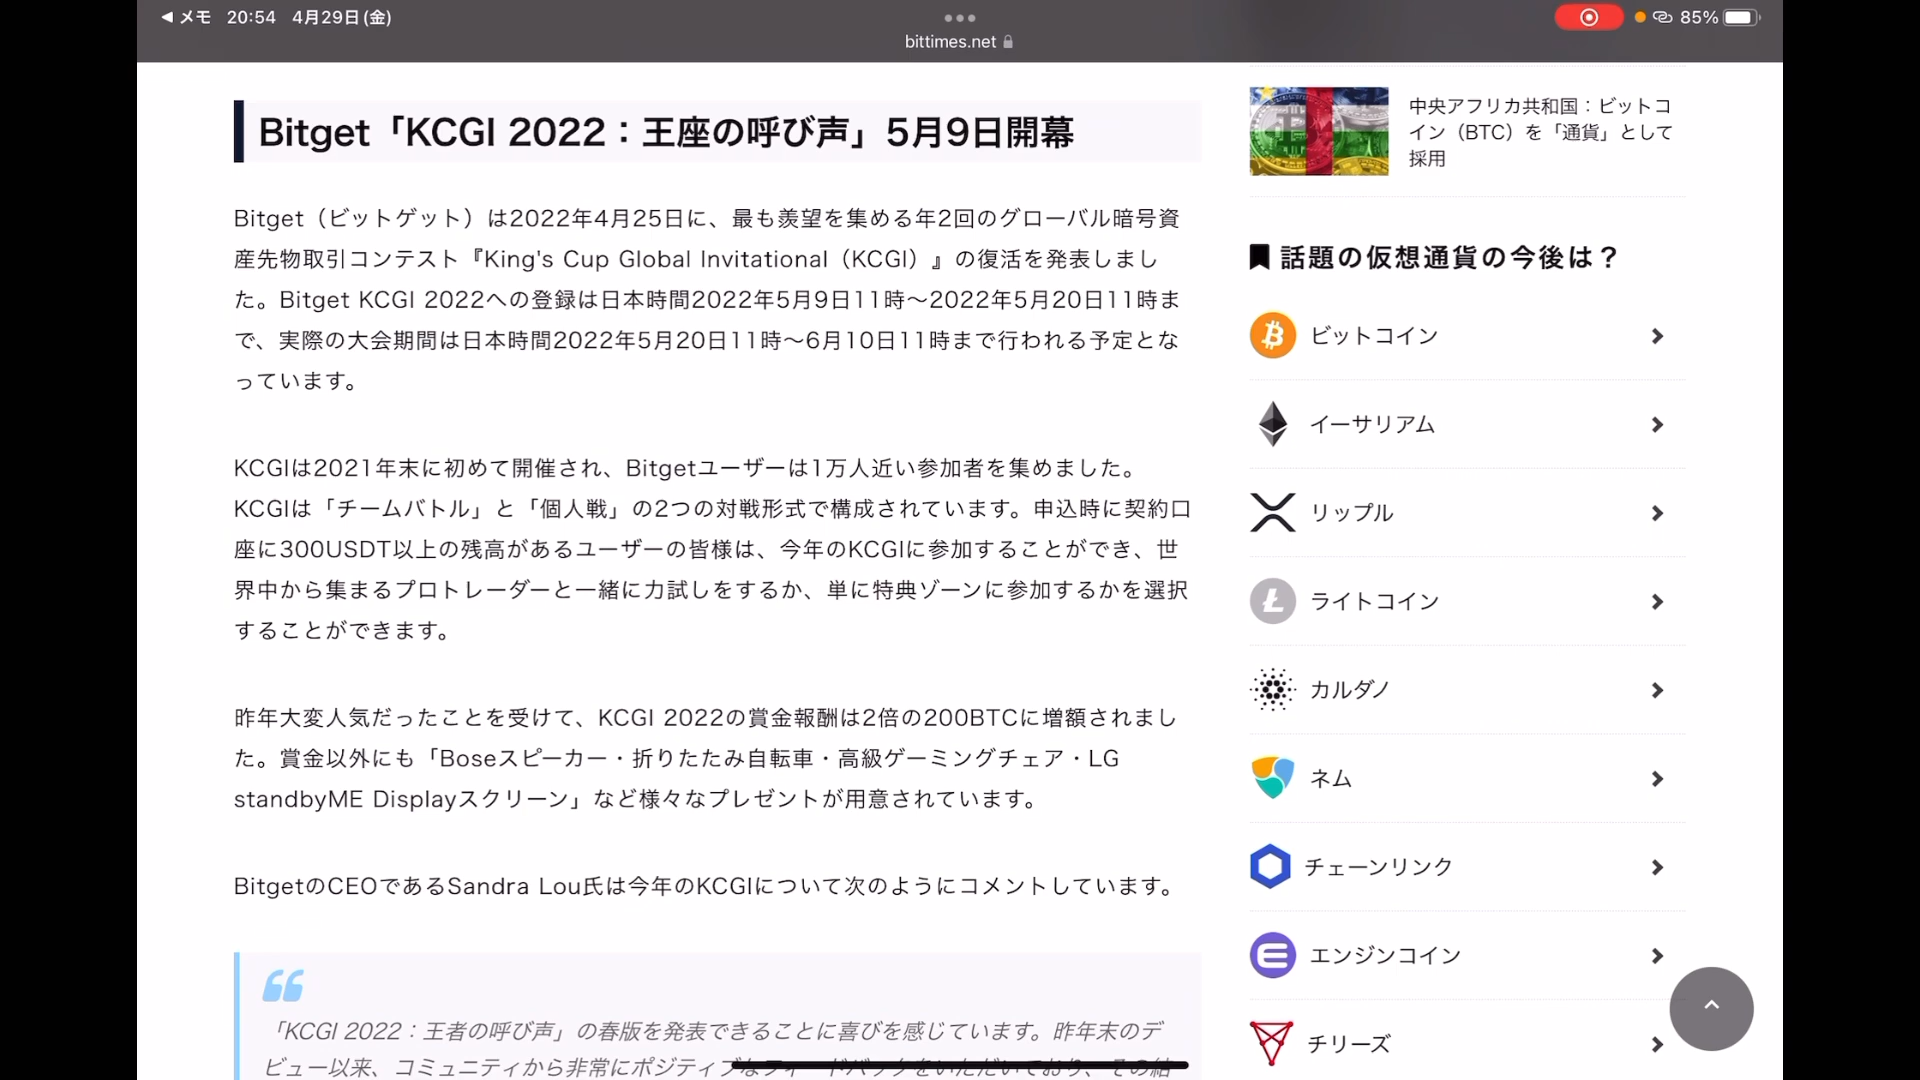 ◀ メモ 20:54 4月29日(金)
85%
bittimes.net
Bitget「KCGI 2022：王座の呼び声」5月9日開幕
Bitget（ビットゲット）は2022年4月25日に、最も羨望を集める年2回のグローバル暗号資
産先物取引コンテスト『King's Cup Global Invitational（KCGI）』の復活を発表しまし
た。Bitget KCGI 2022への登録は日本時間2022年5月9日11時〜2022年5月20日11時ま
で、実際の大会期間は日本時間2022年5月20日11時〜6月10日11時まで行われる予定とな
っています。
KCGIは2021年末に初めて開催され、Bitgetユーザーは1万人近い参加者を集めました。
KCGIは「チームバトル」と「個人戦」の2つの対戦形式で構成されています。申込時に契約口
座に300USDT以上の残高があるユーザーの皆様は、今年のKCGIに参加することができ、世
界中から集まるプロトレーダーと一緒に力試しをするか、単に特典ゾーンに参加するかを選択
することができます。
昨年大変人気だったことを受けて、KCGI 2022の賞金報酬は2倍の200BTCに増額されまし
た。賞金以外にも「Boseスピーカー・折りたたみ自転車・高級ゲーミングチェア・LG
standbyME Displayスクリーン」など様々なプレゼントが用意されています。
BitgetのCEOであるSandra Lou氏は今年のKCGIについて次のようにコメントしています。
「KCGI 2022：王者の呼び声」の春版を発表できることに喜びを感じています。昨年末のデ
ビュー以来、コミュニティから非常にポジティブなフィードバックをいただいており、その結
中央アフリカ共和国：ビットコ
イン（BTC）を「通貨」として
採用
話題の仮想通貨の今後は？
ビットコイン
イーサリアム
リップル
ライトコイン
カルダノ
ネム
チェーンリンク
エンジンコイン
チリーズ